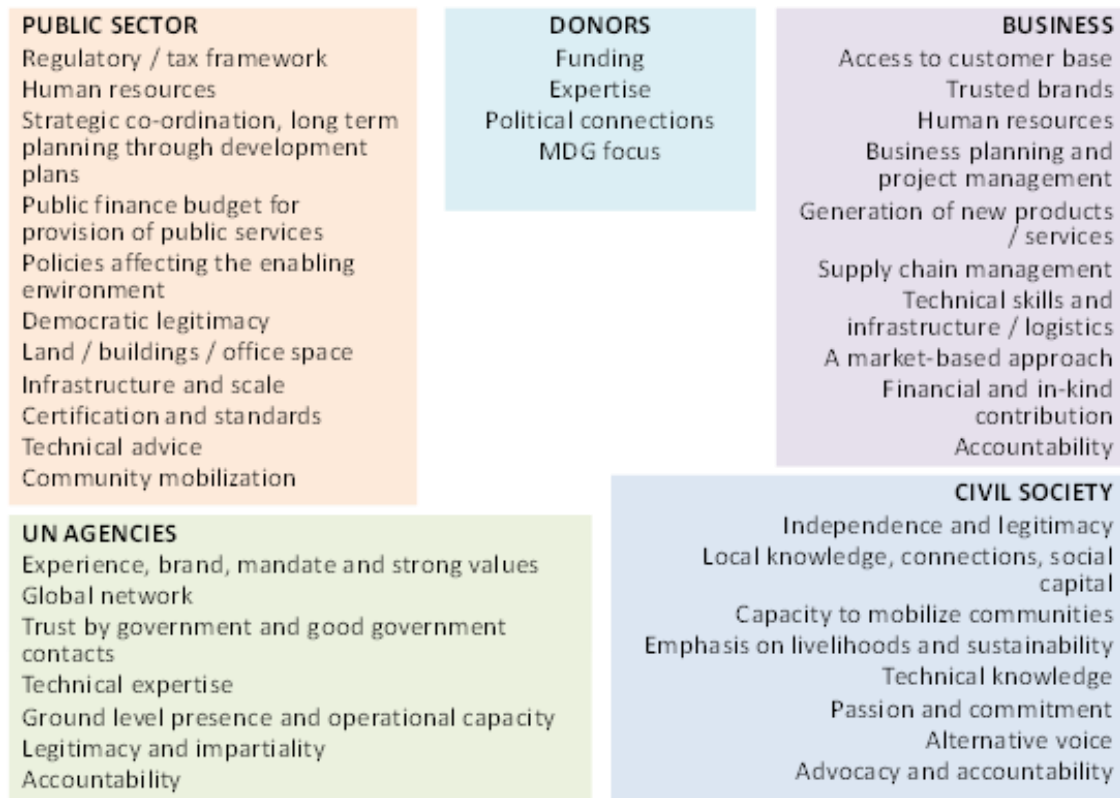 PUBLIC SECTOR
Regulatory / tax framework
Human resources
Strategic co-ordination, long term
planning through development
plans
Public finance budget for
provision of public services
Policies affecting the enabling
environment
Democratic legitimacy
Land / buildings / office space
Infrastructure and scale
Certification and standards
Technical advice
Community mobilization
DONORS
Funding
Expertise
Political connections
MDG focus
BUSINESS
Access to customer base
Trusted brands
Human resources
Business planning and
project management
Generation of new products
/ services
Supply chain management
Technical skills and
infrastructure / logistics
A market-based approach
Financial and in-kind
contribution
Accountability
UN AGENCIES
Experience, brand, mandate and strong values
Global network
Trust by government and good government
contacts
Technical expertise
Ground level presence and operational capacity
Legitimacy and impartiality
Accountability
CIVIL SOCIETY
Independence and legitimacy
Local knowledge, connections, social
capital
Capacity to mobilize communities
Emphasis on livelihoods and sustainability
Technical knowledge
Passion and commitment
Alternative voice
Advocacy and accountability